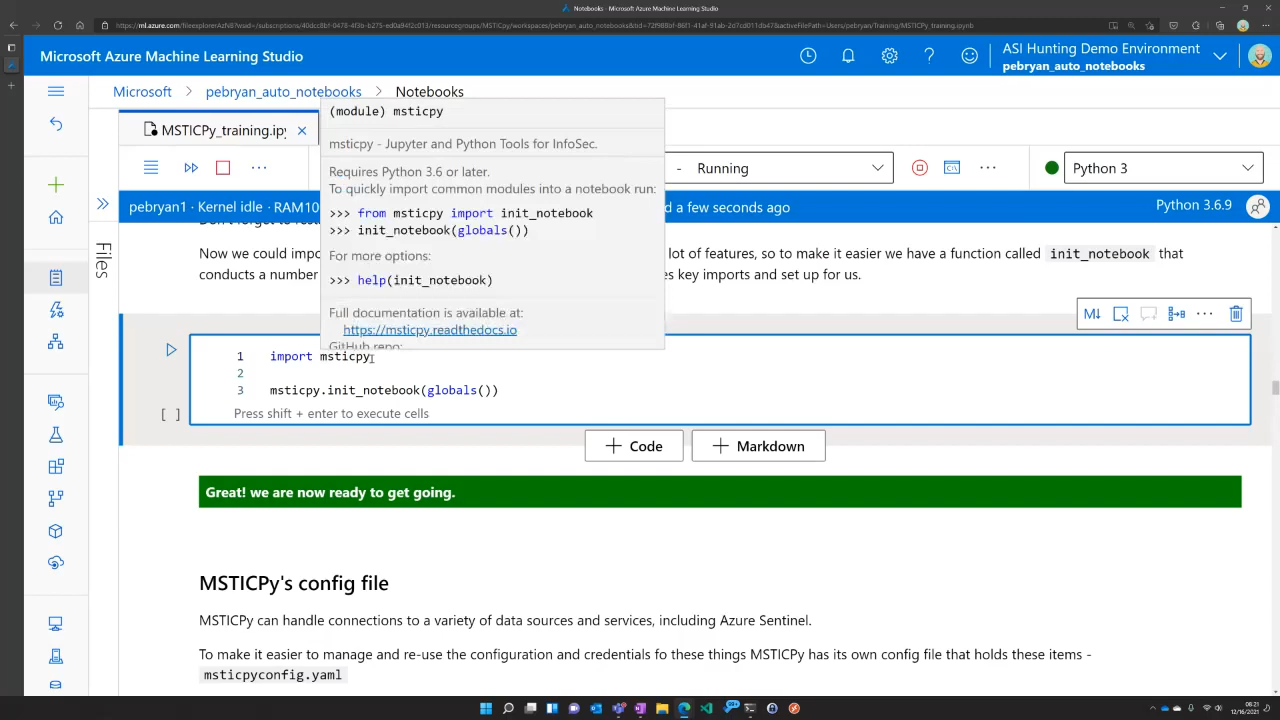 Notebooks - Microsoft Azure Machine Learning Studio
Microsoft Azure Machine Learning Studio
ASI Hunting Demo Environment
pebryan_auto_notebooks
Microsoft > pebryan_auto_notebooks > Notebooks
MSTICPy_training.ipy
- Running
Python 3
pebryan1 · Kernel idle · RAM10
d a few seconds ago
Python 3.6.9
Files
(module) msticpy
msticpy - Jupyter and Python Tools for InfoSec.
Requires Python 3.6 or later.
To quickly import common modules into a notebook run:
>>> from msticpy import init_notebook
>>> init_notebook(globals())
For more options:
>>> help(init_notebook)
Full documentation is available at:
https://msticpy.readthedocs.io
GitHub repo:
Now we could impo
lot of features, so to make it easier we have a function called init_notebook that
conducts a number
s key imports and set up for us.
1 import msticpy
2
3 msticpy.init_notebook(globals())
[ ] Press shift + enter to execute cells
+ Code
+ Markdown
Great! we are now ready to get going.
MSTICPy's config file
MSTICPy can handle connections to a variety of data sources and services, including Azure Sentinel.
To make it easier to manage and re-use the configuration and credentials fo these things MSTICPy has its own config file that holds these items -
msticpyconfig.yaml
99+
08:21
12/16/2021